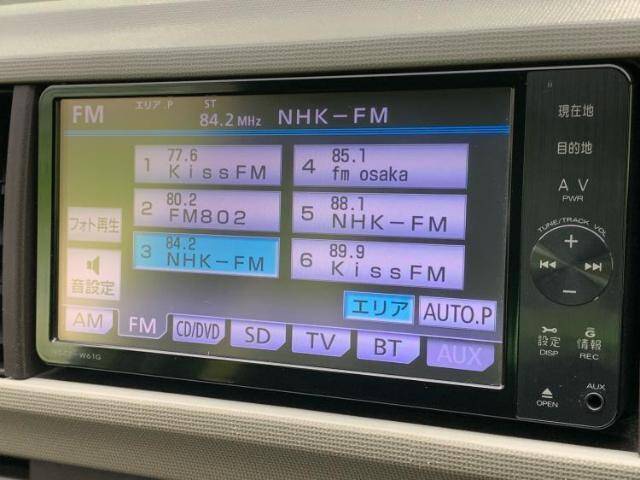 FM エリア.P ST 84.2 MHz NHK-FM
1 77.6 KissFM
2 80.2 FM802
3 84.2 NHK-FM
4 85.1 fm osaka
5 88.1 NHK-FM
6 89.9 KissFM
フォト再生
音設定
エリア AUTO.P
AM FM CD/DVD SD TV BT AUX
W61G
現在地
目的地
AV
PWR
TUNE/TRACK VOL
設定 DISP
情報 REC
OPEN
AUX